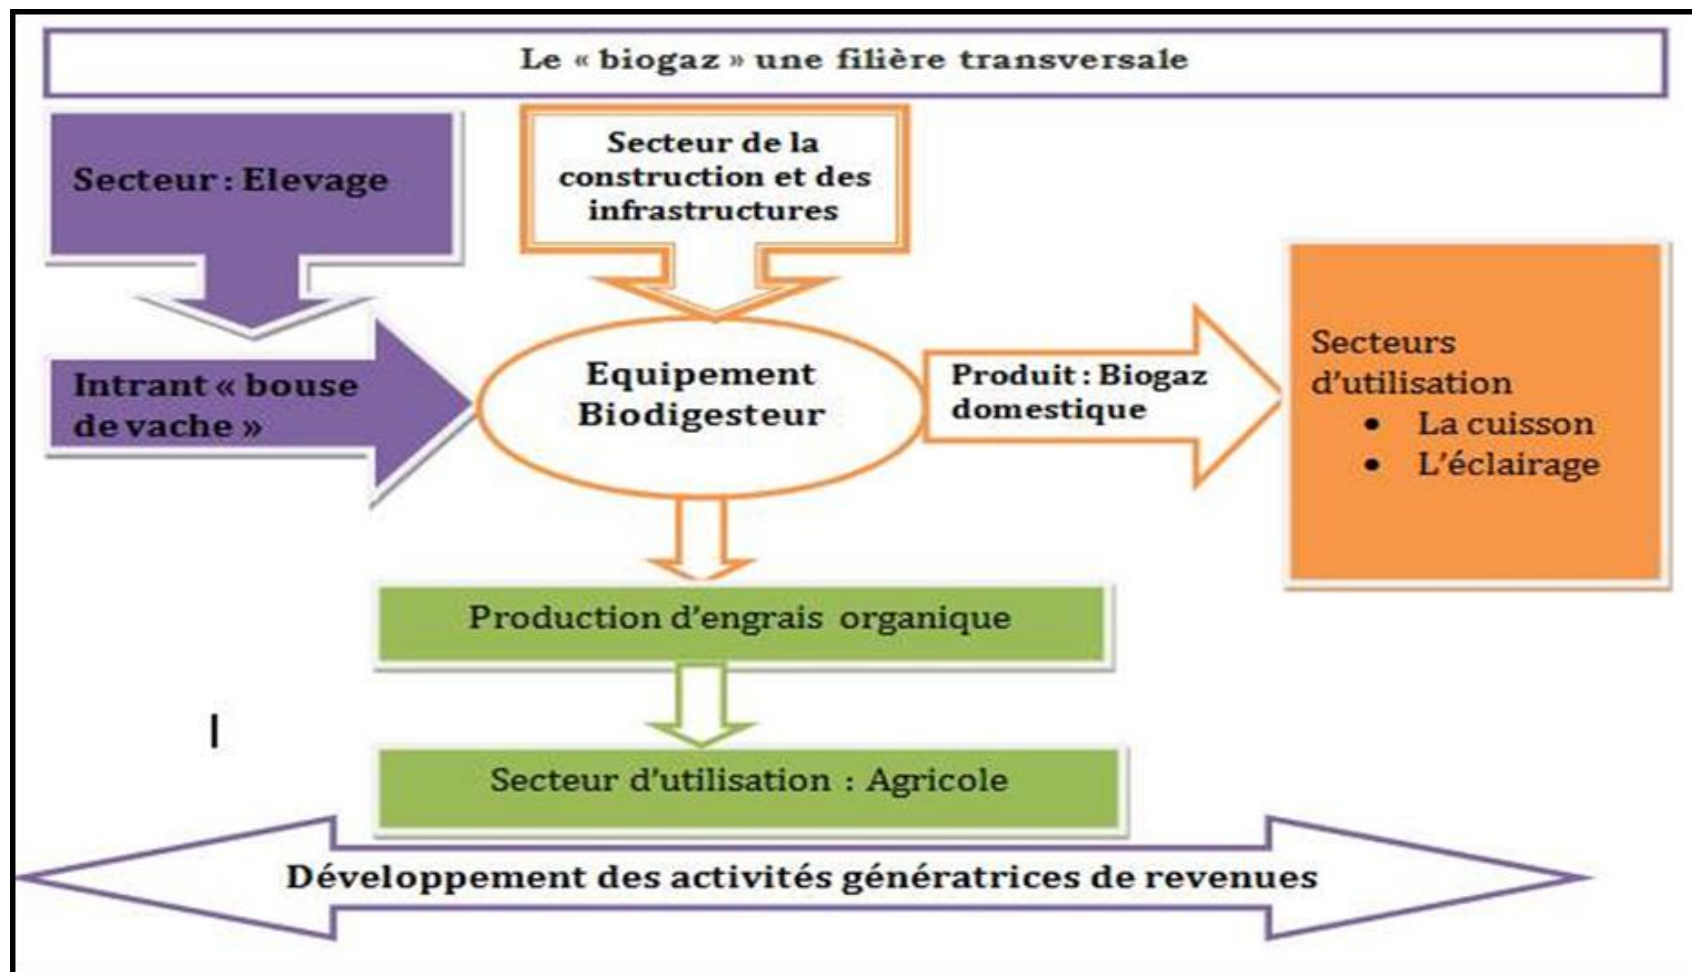 Le « biogaz » une filière transversale
Secteur : Elevage
Secteur de la
construction et des
infrastructures
Intrant « bouse
de vache »
Equipement
Biodigesteur
Produit : Biogaz
domestique
Secteurs
d’utilisation
• La cuisson
• L’éclairage
Production d’engrais organique
Secteur d’utilisation : Agricole
Développement des activités génératrices de revenues